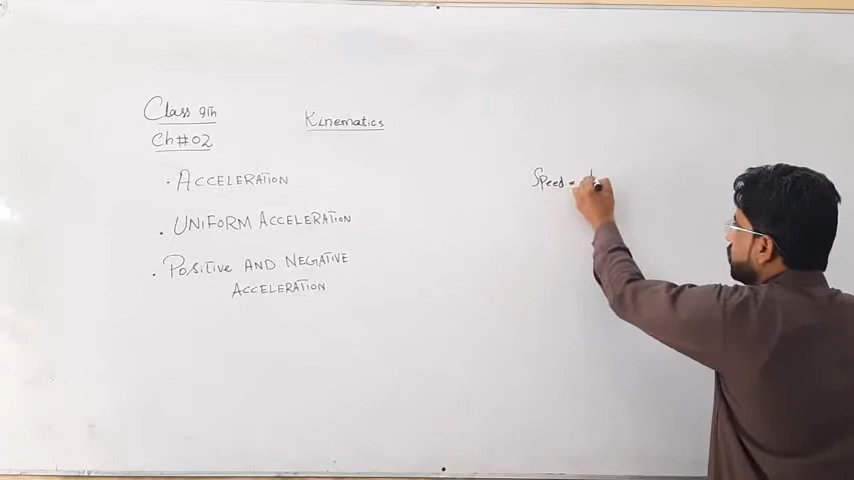 Class 9th
Ch#02
Kinematics
• ACCELERATION
• UNIFORM ACCELERATION
• POSITIVE AND NEGATIVE
ACCELERATION
Speed =